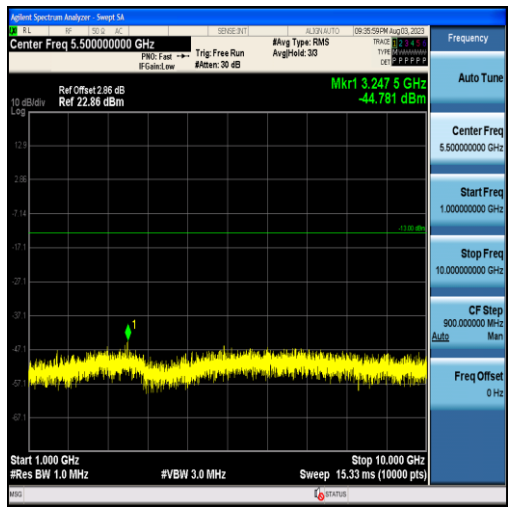 Agilent Spectrum Analyzer - Swept SA
RL RF 50 Ω AC SENSE:INT ALIGN AUTO 09:35:59 PM Aug 03, 2023
Center Freq 5.500000000 GHz
PNO: Fast
IFGain:Low
Trig: Free Run
#Atten: 30 dB
#Avg Type: RMS
Avg|Hold: 3/3
TRACE 1 2 3 4 5 6
TYPE M
DET P P P P P P
Frequency
Mkr1 3.247 5 GHz
-44.781 dBm
Ref Offset 2.86 dB
Ref 22.86 dBm
10 dB/div
Log
12.9
2.86
-7.14
-13.00 dBm
-17.1
-27.1
-37.1
1
-47.1
-57.1
-67.1
Start 1.000 GHz
Stop 10.000 GHz
#Res BW 1.0 MHz
#VBW 3.0 MHz
Sweep 15.33 ms (10000 pts)
Auto Tune
Center Freq
5.500000000 GHz
Start Freq
1.000000000 GHz
Stop Freq
10.000000000 GHz
CF Step
900.000000 MHz
Auto Man
Freq Offset
0 Hz
MSG
STATUS